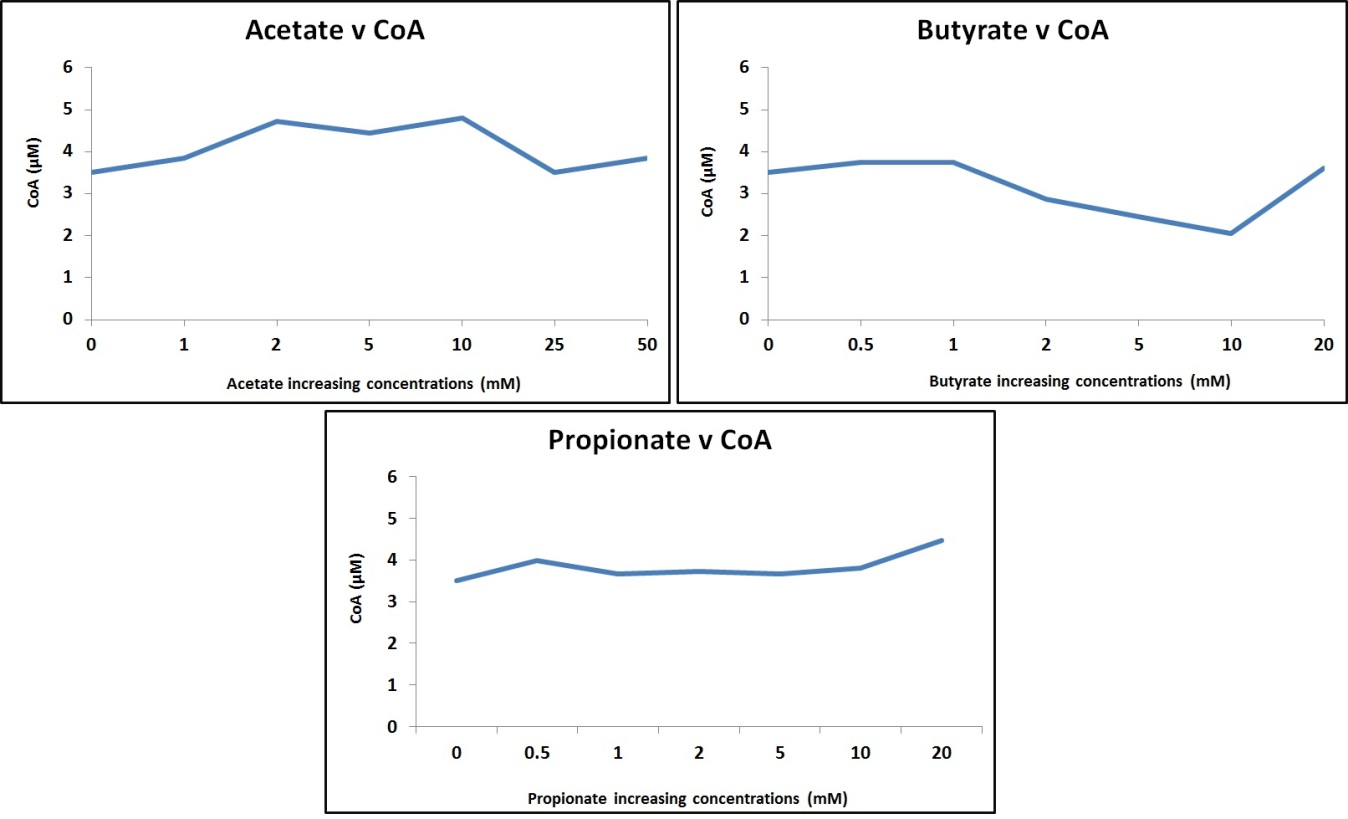 Acetate v CoA
6
5
4
3
2
1
0
CoA (µM)
0 1 2 5 10 25 50
Acetate increasing concentrations (mM)
Butyrate v CoA
6
5
4
3
2
1
0
CoA (µM)
0 0.5 1 2 5 10 20
Butyrate increasing concentrations (mM)
Propionate v CoA
6
5
4
3
2
1
0
CoA (µM)
0 0.5 1 2 5 10 20
Propionate increasing concentrations (mM)